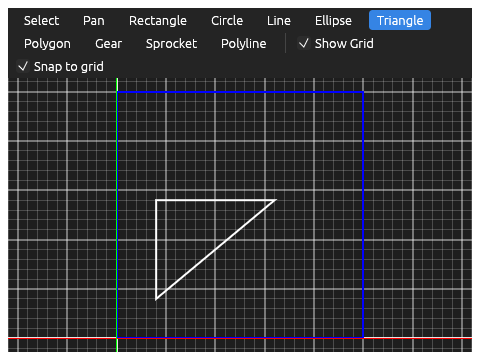 Select Pan Rectangle Circle Line Ellipse Triangle
Polygon Gear Sprocket Polyline Show Grid
Snap to grid